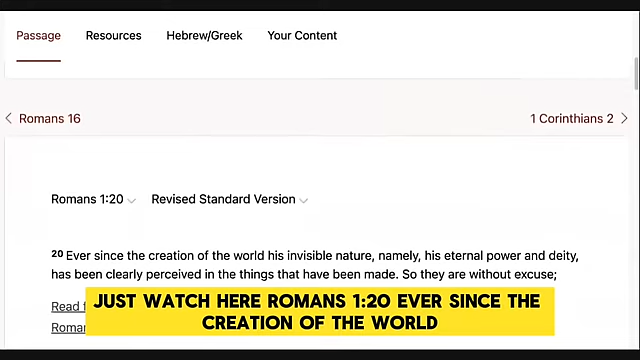 Passage Resources Hebrew/Greek Your Content
Romans 16 1 Corinthians 2
Romans 1:20 Revised Standard Version
20 Ever since the creation of the world his invisible nature, namely, his eternal power and deity,
has been clearly perceived in the things that have been made. So they are without excuse;
Read f
JUST WATCH HERE ROMANS 1:20 EVER SINCE THE
Roman
CREATION OF THE WORLD